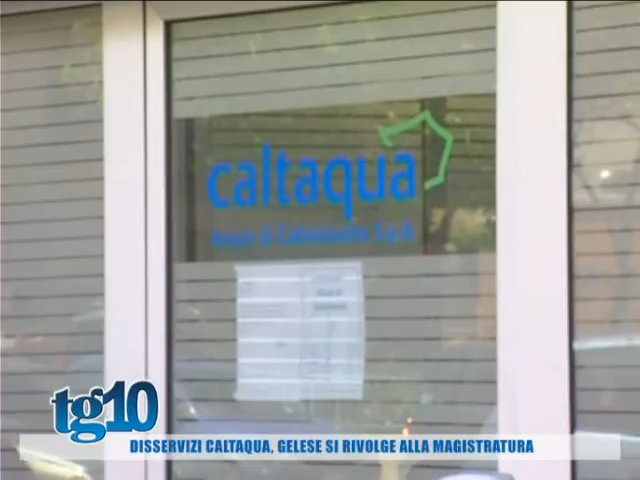 caltaqua
Acque di Caltanissetta S.p.A.
tg10
DISSERVIZI CALTAQUA, GELESE SI RIVOLGE ALLA MAGISTRATURA